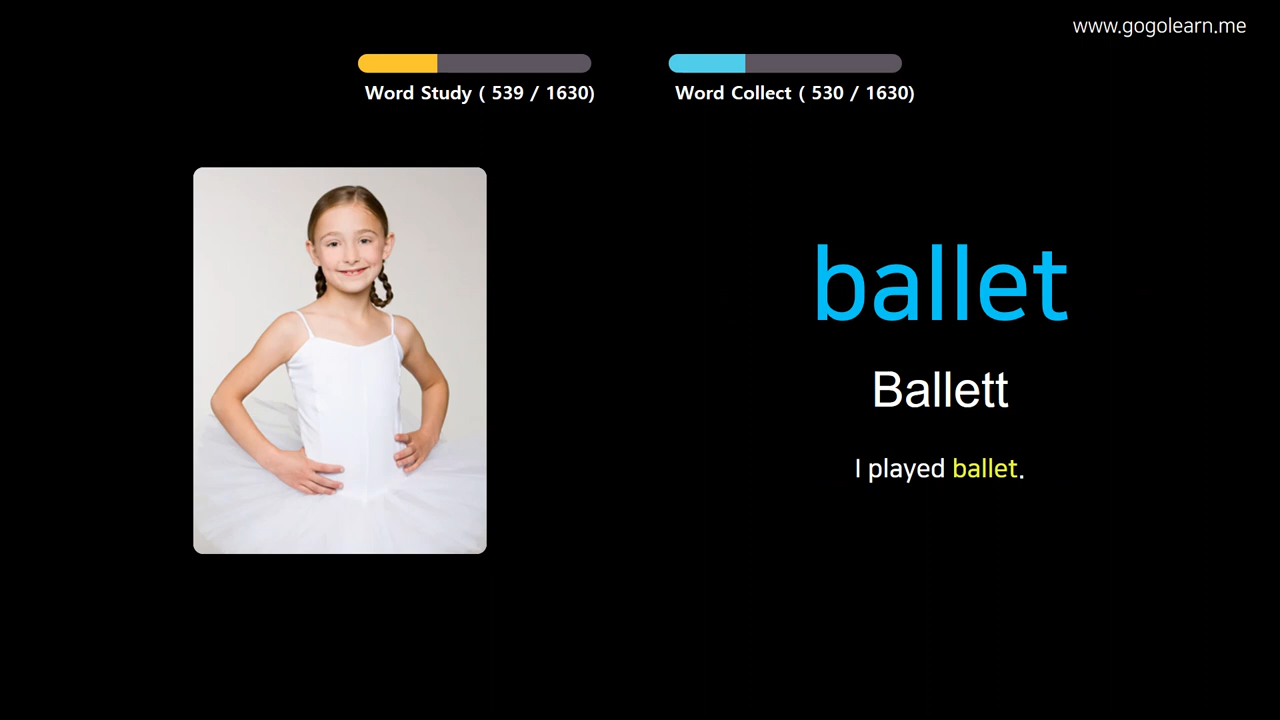 www.gogolearn.me
Word Study ( 539 / 1630)
Word Collect ( 530 / 1630)
ballet
Ballett
I played ballet.